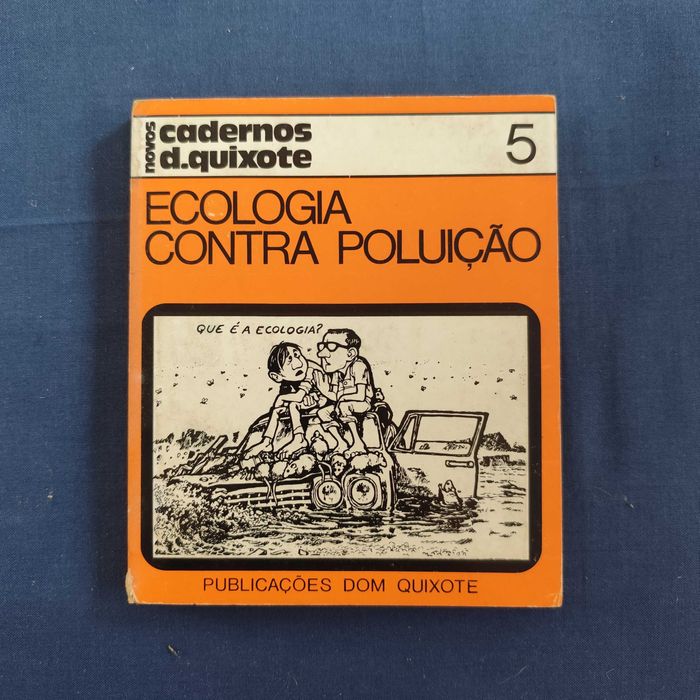 novos
cadernos
d.quixote
5
ECOLOGIA
CONTRA POLUIÇÃO
QUE É A ECOLOGIA?
PUBLICAÇÕES DOM QUIXOTE